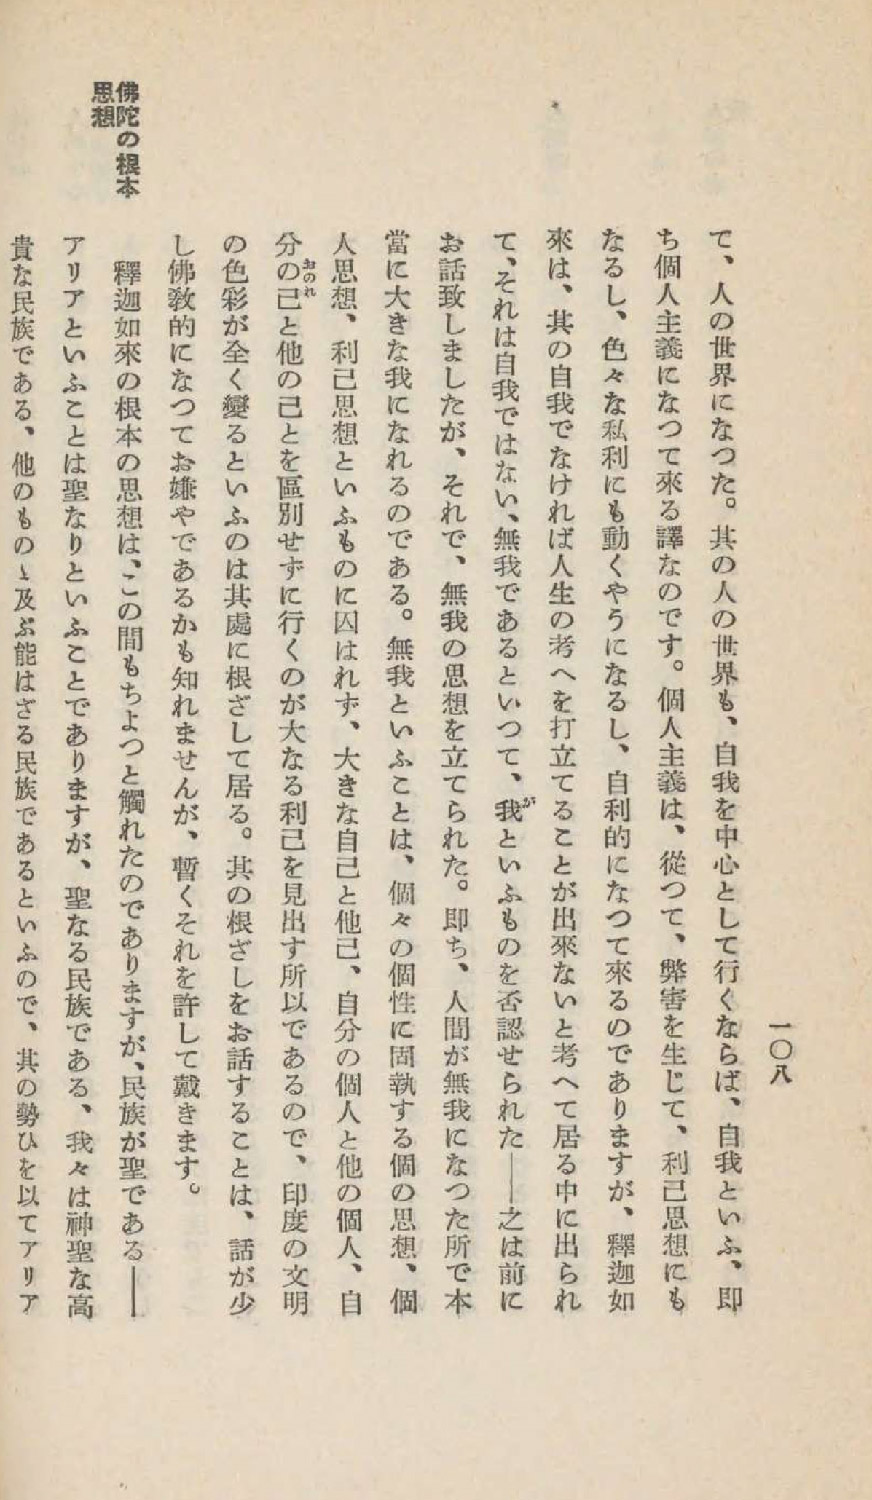 一〇八
て、人の世界になつた。其の人の世界も、自我を中心として行くならば、自我といふ、即
ち個人主義になつて來る譯なのです。個人主義は、從つて、弊害を生じて、利己思想にも
なるし、色々な私利にも動くやうになるし、自利的になつて來るのでありますが、釋迦如
來は、其の自我でなければ人生の考へを打立てることが出來ないと考へて居る中に出られ
て、それは自我ではない、無我であるといつて、我がといふものを否認せられた――之は前に
お話致しましたが、それで、無我の思想を立てられた。即ち、人間が無我になつた所で本
當に大きな我になれるのである。無我といふことは、個々の個性に固執する個の思想、個
人思想、利己思想といふものに囚はれず、大きな自己と他己、自分の個人と他の個人、自
分の己おのれと他の己とを區別せずに行くのが大なる利己を見出す所以であるので、印度の文明
の色彩が全く變るといふのは其處に根ざして居る。其の根ざしをお話することは、話が少
し佛敎的になつてお嫌やであるかも知れませんが、暫くそれを許して戴きます。
佛陀の根本
思想
釋迦如來の根本の思想は、この間もちよつと觸れたのでありますが、民族が聖である――
アリアといふことは聖なりといふことでありますが、聖なる民族である、我々は神聖な高
貴な民族である、他のものゝ及ぶ能はざる民族であるといふので、其の勢ひを以てアリア